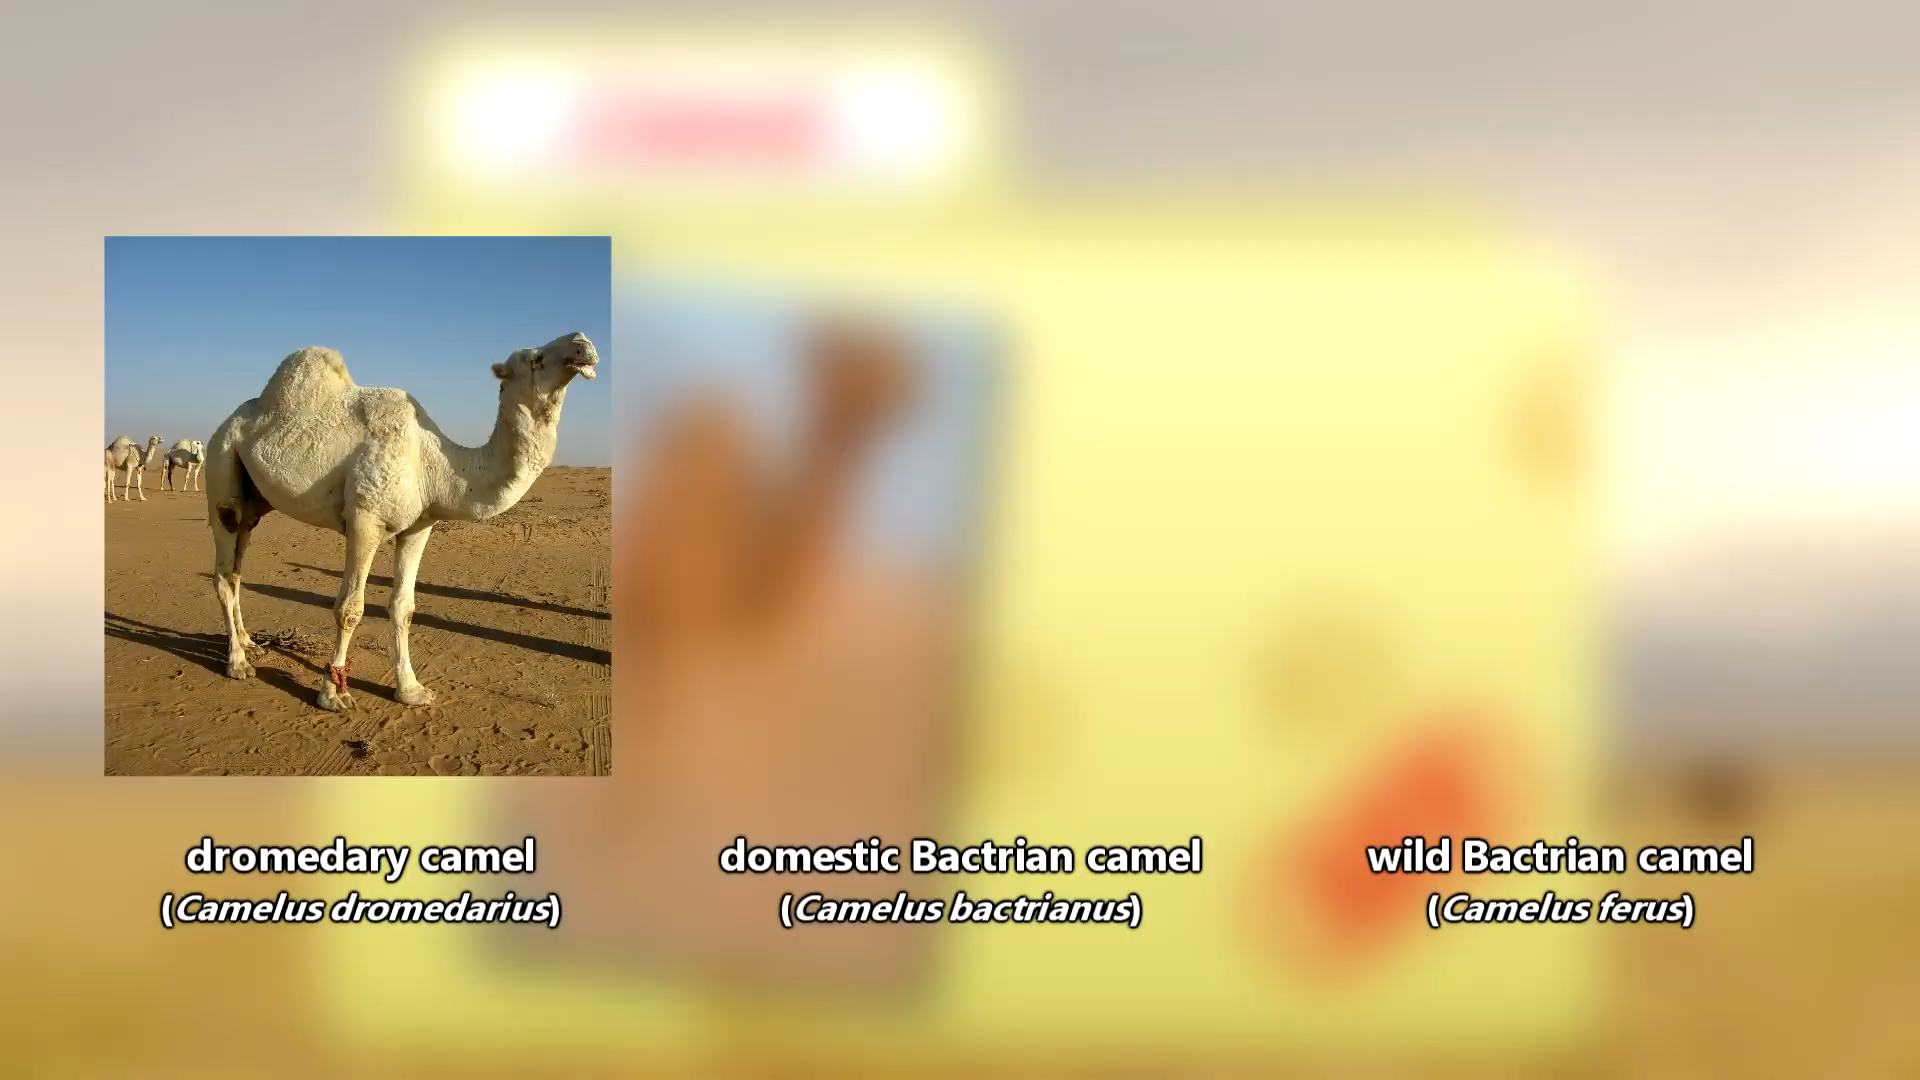 dromedary camel
(Camelus dromedarius)
domestic Bactrian camel
(Camelus bactrianus)
wild Bactrian camel
(Camelus ferus)